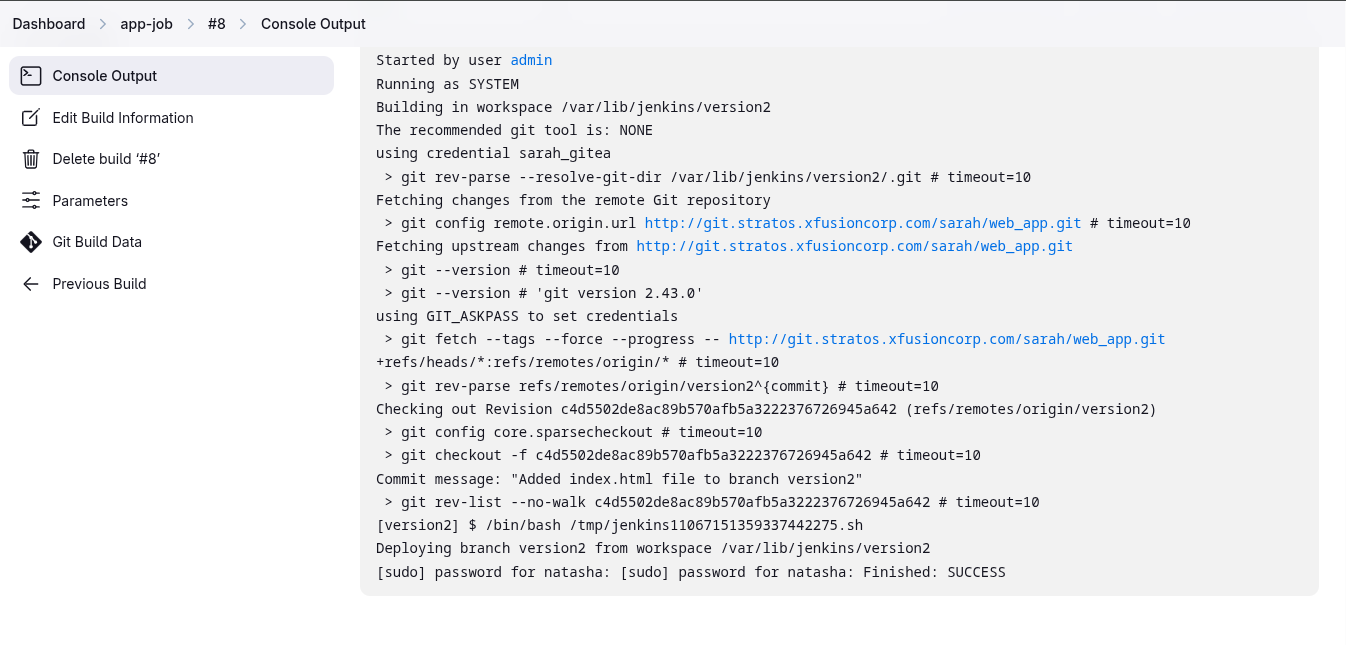 Dashboard > app-job > #8 > Console Output
Console Output
Edit Build Information
Delete build ‘#8’
Parameters
Git Build Data
Previous Build
Started by user admin
Running as SYSTEM
Building in workspace /var/lib/jenkins/version2
The recommended git tool is: NONE
using credential sarah_gitea
 > git rev-parse --resolve-git-dir /var/lib/jenkins/version2/.git # timeout=10
Fetching changes from the remote Git repository
 > git config remote.origin.url http://git.stratos.xfusioncorp.com/sarah/web_app.git # timeout=10
Fetching upstream changes from http://git.stratos.xfusioncorp.com/sarah/web_app.git
 > git --version # timeout=10
 > git --version # 'git version 2.43.0'
using GIT_ASKPASS to set credentials
 > git fetch --tags --force --progress -- http://git.stratos.xfusioncorp.com/sarah/web_app.git
+refs/heads/*:refs/remotes/origin/* # timeout=10
 > git rev-parse refs/remotes/origin/version2^{commit} # timeout=10
Checking out Revision c4d5502de8ac89b570afb5a3222376726945a642 (refs/remotes/origin/version2)
 > git config core.sparsecheckout # timeout=10
 > git checkout -f c4d5502de8ac89b570afb5a3222376726945a642 # timeout=10
Commit message: "Added index.html file to branch version2"
 > git rev-list --no-walk c4d5502de8ac89b570afb5a3222376726945a642 # timeout=10
[version2] $ /bin/bash /tmp/jenkins11067151359337442275.sh
Deploying branch version2 from workspace /var/lib/jenkins/version2
[sudo] password for natasha: [sudo] password for natasha: Finished: SUCCESS